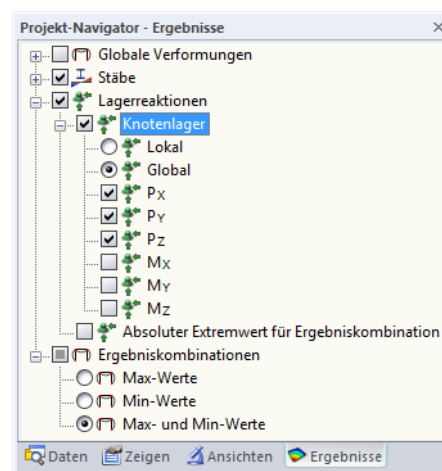 Projekt-Navigator - Ergebnisse
Globale Verformungen
Stäbe
Lagerreaktionen
Knotenlager
Lokal
Global
PX
PY
PZ
MX
MY
MZ
Absoluter Extremwert für Ergebniskombination
Ergebniskombinationen
Max-Werte
Min-Werte
Max- und Min-Werte
Daten Zeigen Ansichten Ergebnisse